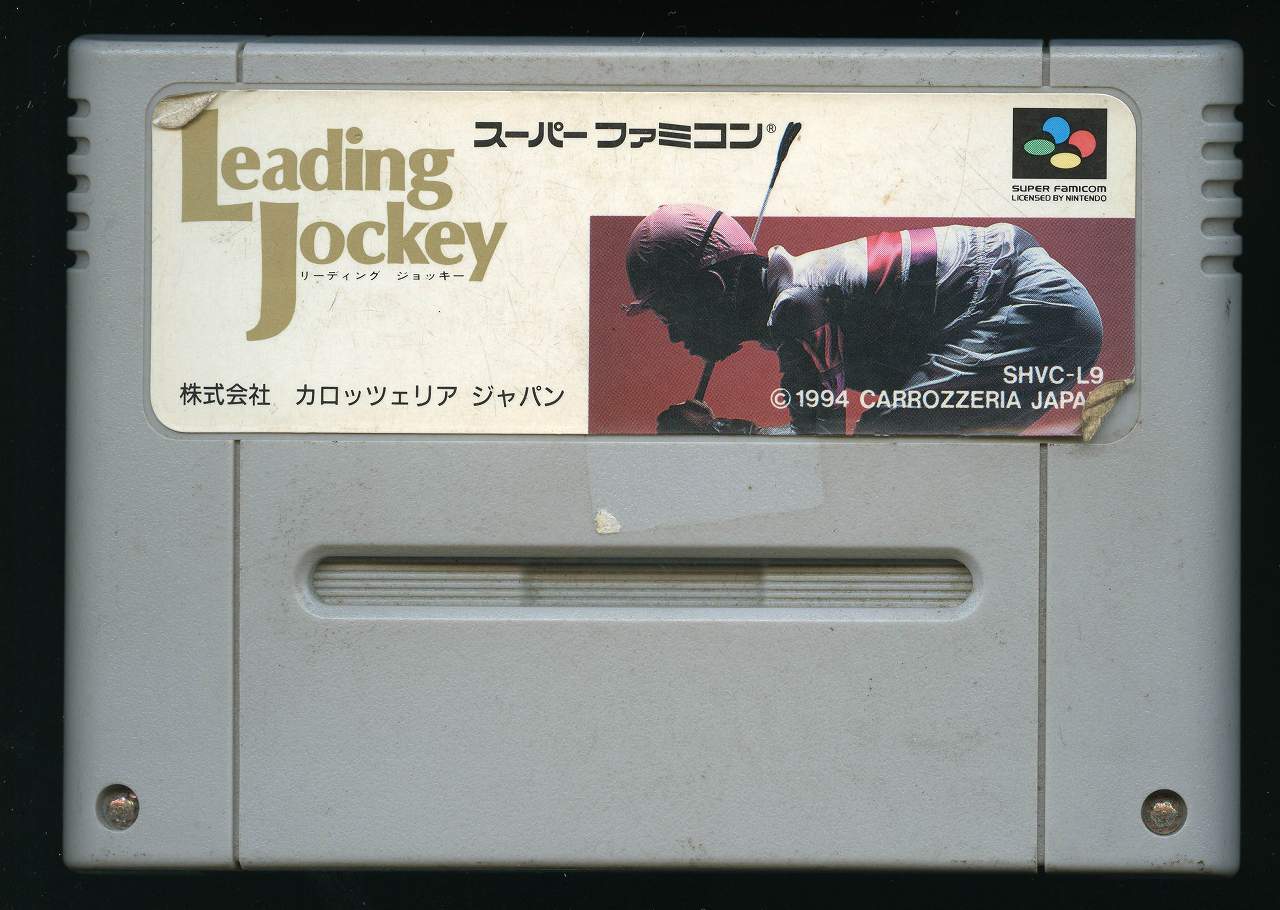 Leading
Jockey
リーディング ジョッキー
スーパーファミコン®
SUPER FAMICOM
LICENSED BY NINTENDO
株式会社 カロッツェリア ジャパン
SHVC-L9
© 1994 CARROZZERIA JAPA